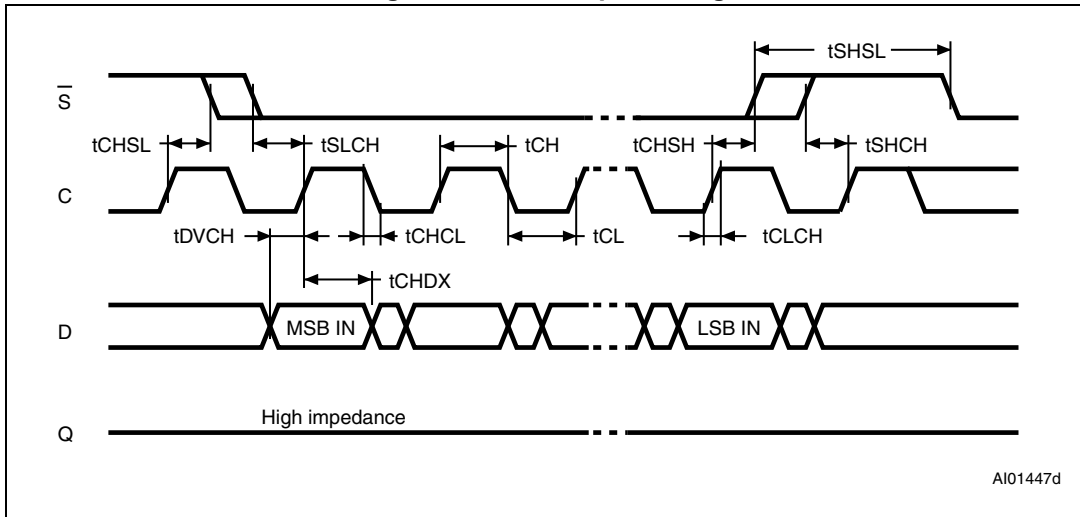 tSHSL
S
tCHSL
tSLCH
tCH
tCHSH
tSHCH
C
tDVCH
tCHCL
tCL
tCLCH
tCHDX
D
MSB IN
LSB IN
High impedance
Q
AI01447d